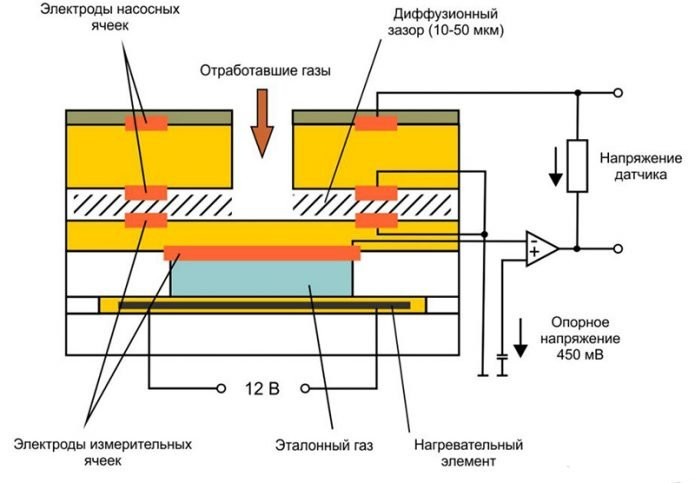 Электроды насосных
ячеек
Диффузионный
зазор (10-50 мкм)
Отработавшие газы
Напряжение
датчика
-
+
Опорное
напряжение
450 мВ
12 В
Электроды измерительных
ячеек
Эталонный газ
Нагревательный
элемент